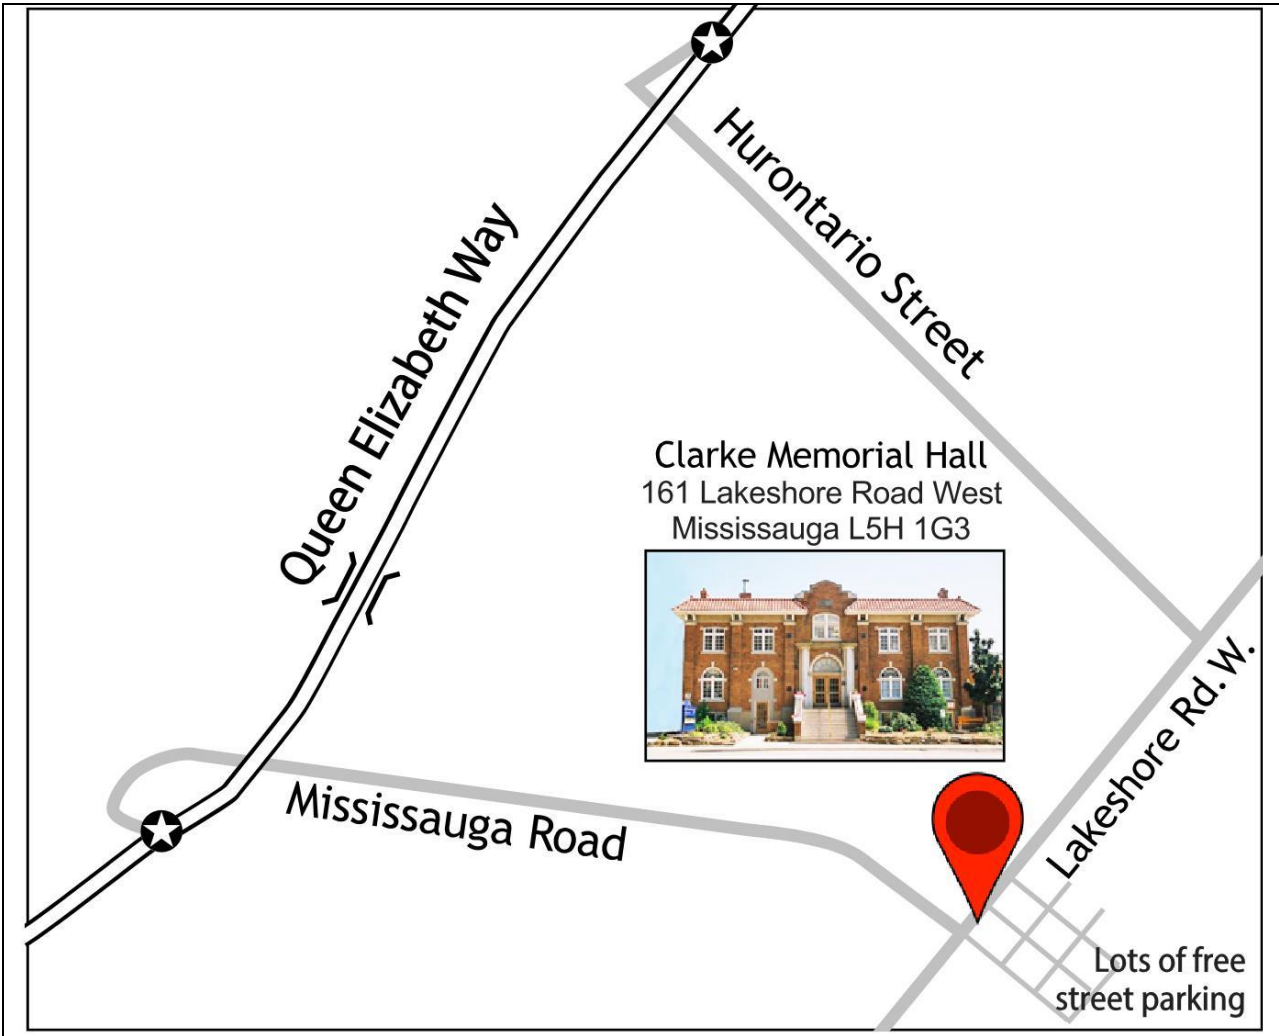 Hurontario Street
Queen Elizabeth Way
Clarke Memorial Hall
161 Lakeshore Road West
Mississauga L5H 1G3
Lakeshore Rd.W.
Mississauga Road
Lots of free
street parking